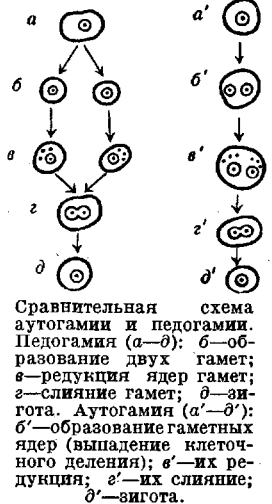 а
а'
б
б'
в
в'
г
г'
д
д'
Сравнительная схема
аутогамии и педогамии.
Педогамия (а—д): б—об-
разование двух гамет;
в—редукция ядер гамет;
г—слияние гамет; д—зи-
гота. Аутогамия (а'—д'):
б'—образование гаметных
ядер (выпадение клеточ-
ного деления); в'—их ре-
дукция; г'—их слияние;
д'—зигота.